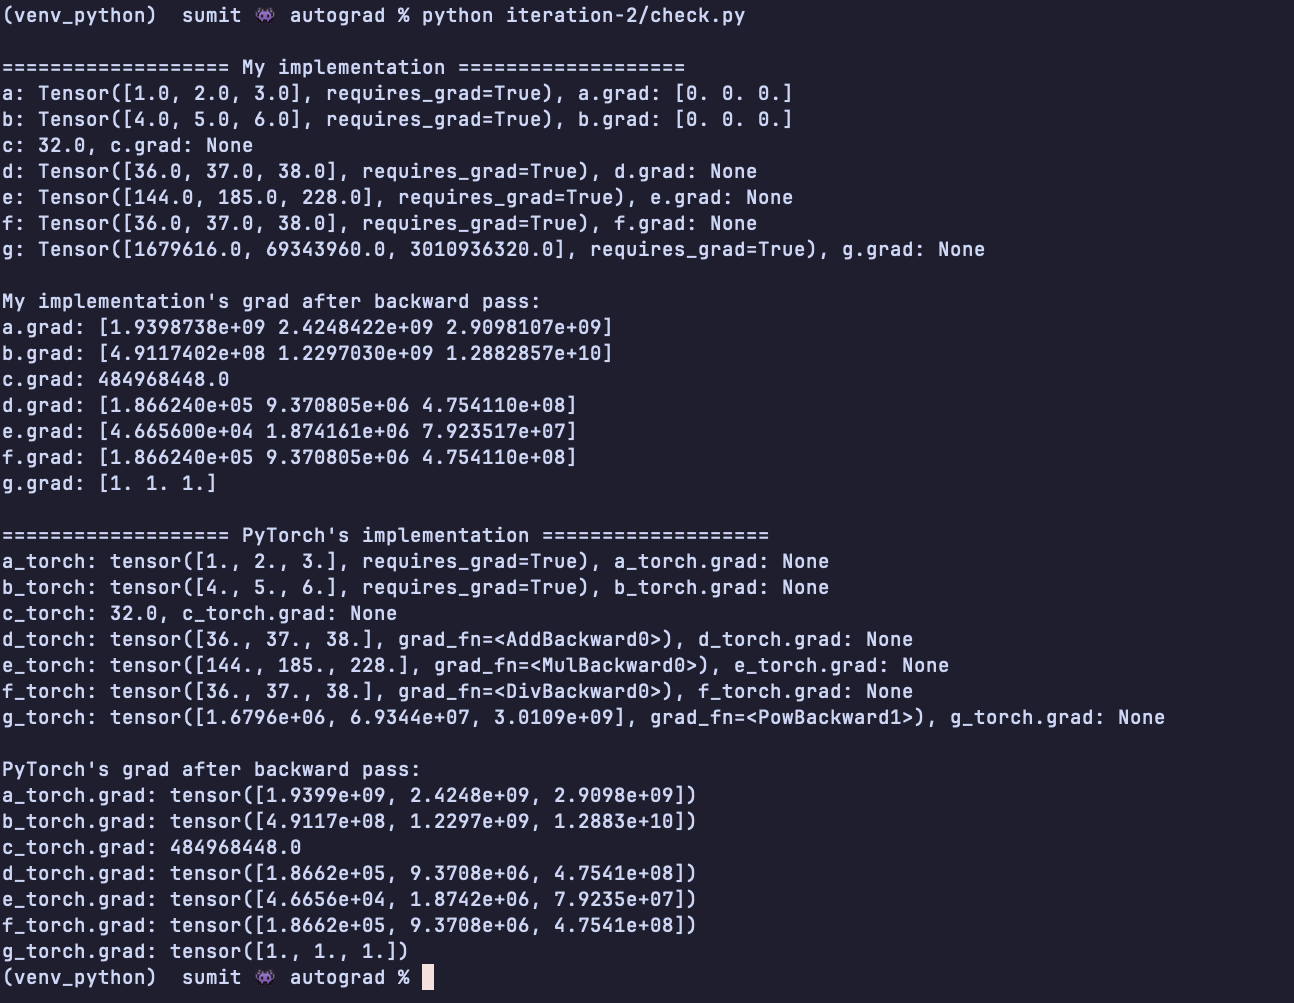 (venv_python)  sumit 👾 autograd % python iteration-2/check.py
=================== My implementation ===================
a: Tensor([1.0, 2.0, 3.0], requires_grad=True), a.grad: [0. 0. 0.]
b: Tensor([4.0, 5.0, 6.0], requires_grad=True), b.grad: [0. 0. 0.]
c: 32.0, c.grad: None
d: Tensor([36.0, 37.0, 38.0], requires_grad=True), d.grad: None
e: Tensor([144.0, 185.0, 228.0], requires_grad=True), e.grad: None
f: Tensor([36.0, 37.0, 38.0], requires_grad=True), f.grad: None
g: Tensor([1679616.0, 69343960.0, 3010936320.0], requires_grad=True), g.grad: None
My implementation's grad after backward pass:
a.grad: [1.9398738e+09 2.4248422e+09 2.9098107e+09]
b.grad: [4.9117402e+08 1.2297030e+09 1.2882857e+10]
c.grad: 484968448.0
d.grad: [1.866240e+05 9.370805e+06 4.754110e+08]
e.grad: [4.665600e+04 1.874161e+06 7.923517e+07]
f.grad: [1.866240e+05 9.370805e+06 4.754110e+08]
g.grad: [1. 1. 1.]
=================== PyTorch's implementation ===================
a_torch: tensor([1., 2., 3.], requires_grad=True), a_torch.grad: None
b_torch: tensor([4., 5., 6.], requires_grad=True), b_torch.grad: None
c_torch: 32.0, c_torch.grad: None
d_torch: tensor([36., 37., 38.], grad_fn=<AddBackward0>), d_torch.grad: None
e_torch: tensor([144., 185., 228.], grad_fn=<MulBackward0>), e_torch.grad: None
f_torch: tensor([36., 37., 38.], grad_fn=<DivBackward0>), f_torch.grad: None
g_torch: tensor([1.6796e+06, 6.9344e+07, 3.0109e+09], grad_fn=<PowBackward1>), g_torch.grad: None
PyTorch's grad after backward pass:
a_torch.grad: tensor([1.9399e+09, 2.4248e+09, 2.9098e+09])
b_torch.grad: tensor([4.9117e+08, 1.2297e+09, 1.2883e+10])
c_torch.grad: 484968448.0
d_torch.grad: tensor([1.8662e+05, 9.3708e+06, 4.7541e+08])
e_torch.grad: tensor([4.6656e+04, 1.8742e+06, 7.9235e+07])
f_torch.grad: tensor([1.8662e+05, 9.3708e+06, 4.7541e+08])
g_torch.grad: tensor([1., 1., 1.])
(venv_python)  sumit 👾 autograd %